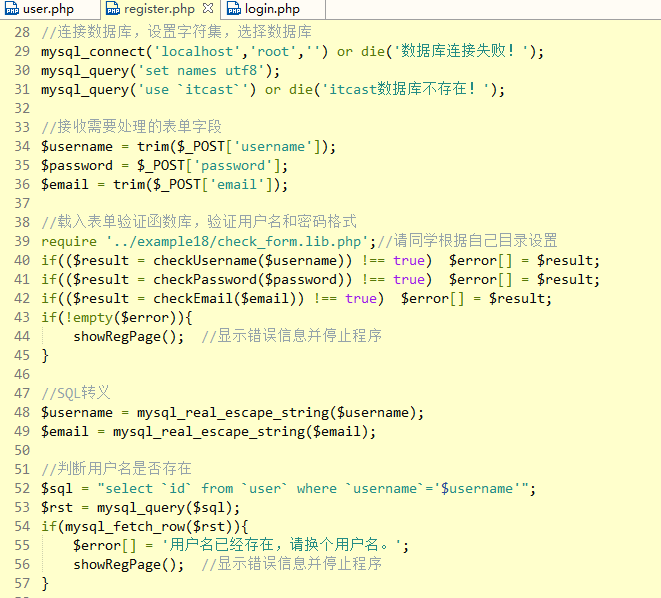 user.php register.php login.php
28 //连接数据库，设置字符集，选择数据库
29 mysql_connect('localhost','root','') or die('数据库连接失败！');
30 mysql_query('set names utf8');
31 mysql_query('use `itcast`') or die('itcast数据库不存在！');
32
33 //接收需要处理的表单字段
34 $username = trim($_POST['username']);
35 $password = $_POST['password'];
36 $email = trim($_POST['email']);
37
38 //载入表单验证函数库，验证用户名和密码格式
39 require '../example18/check_form.lib.php';//请同学根据自己目录设置
40 if(($result = checkUsername($username)) !== true)  $error[] = $result;
41 if(($result = checkPassword($password)) !== true)  $error[] = $result;
42 if(($result = checkEmail($email)) !== true)  $error[] = $result;
43 if(!empty($error)){
44     showRegPage();  //显示错误信息并停止程序
45 }
46
47 //SQL转义
48 $username = mysql_real_escape_string($username);
49 $email = mysql_real_escape_string($email);
50
51 //判断用户名是否存在
52 $sql = "select `id` from `user` where `username`='$username'";
53 $rst = mysql_query($sql);
54 if(mysql_fetch_row($rst)){
55     $error[] = '用户名已经存在，请换个用户名。';
56     showRegPage();  //显示错误信息并停止程序
57 }